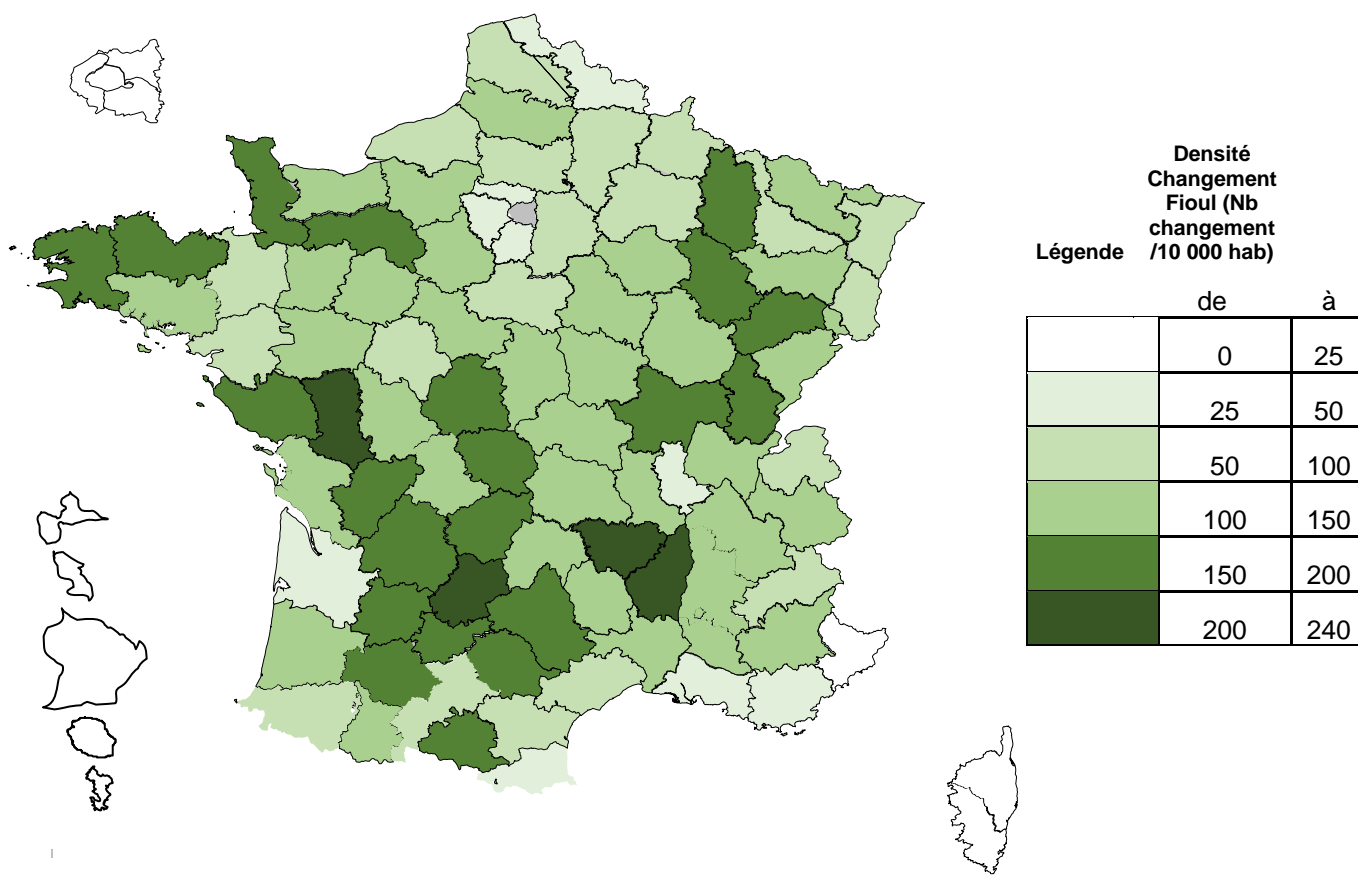 Densité
Changement
Fioul (Nb
changement
Légende /10 000 hab)
de à
0 25
25 50
50 100
100 150
150 200
200 240